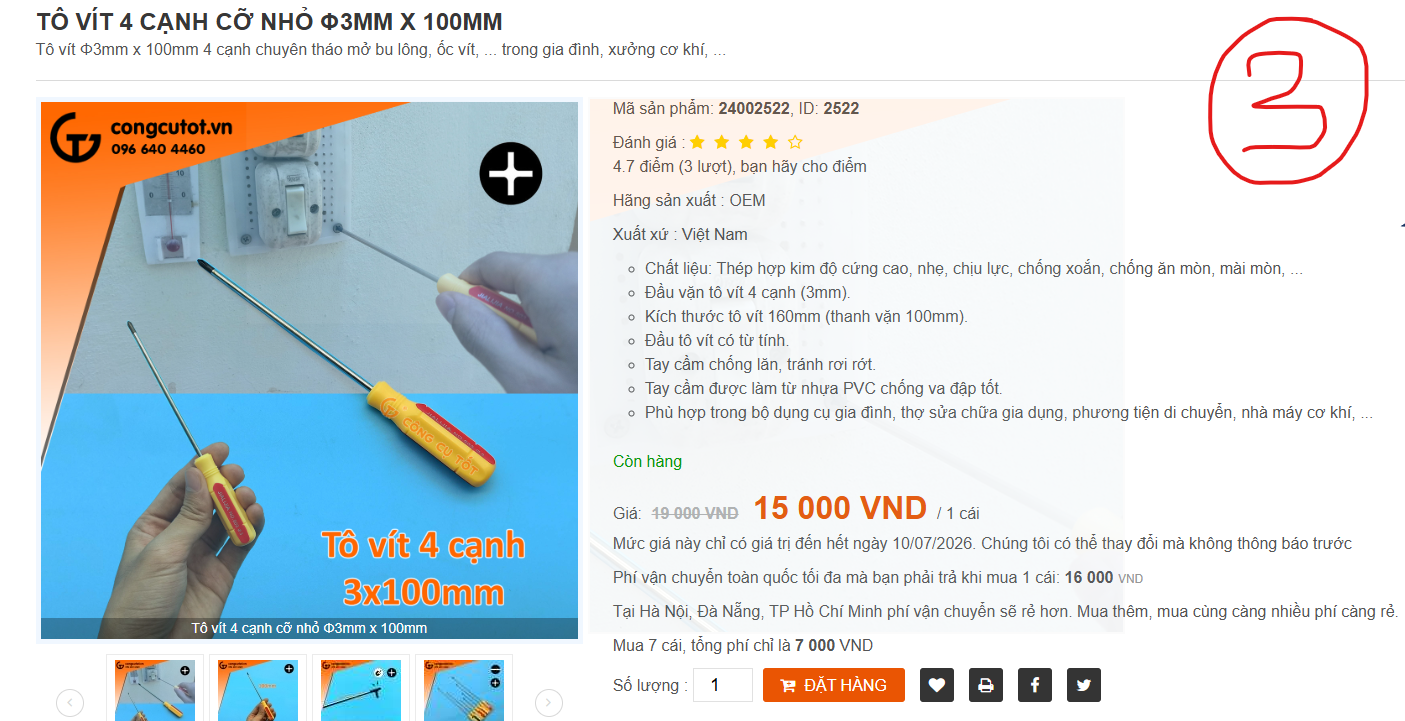 TÔ VÍT 4 CẠNH CỠ NHỎ Φ3MM X 100MM
Tô vít Φ3mm x 100mm 4 cạnh chuyên tháo mở bu lông, ốc vít, ... trong gia đình, xưởng cơ khí, ...
3
congcutot.vn
096 640 4460
CÔNG CỤ TỐT
Tô vít 4 cạnh
3x100mm
Tô vít 4 cạnh cỡ nhỏ Φ3mm x 100mm
Mã sản phẩm: 24002522, ID: 2522
Đánh giá :
4.7 điểm (3 lượt), bạn hãy cho điểm
Hãng sản xuất : OEM
Xuất xứ : Việt Nam
Chất liệu: Thép hợp kim độ cứng cao, nhẹ, chịu lực, chống xoắn, chống ăn mòn, mài mòn, ...
Đầu vặn tô vít 4 cạnh (3mm).
Kích thước tô vít 160mm (thanh vặn 100mm).
Đầu tô vít có từ tính.
Tay cầm chống lăn, tránh rơi rớt.
Tay cầm được làm từ nhựa PVC chống va đập tốt.
Phù hợp trong bộ dụng cụ gia đình, thợ sửa chữa gia dụng, phương tiện di chuyển, nhà máy cơ khí, ...
Còn hàng
Giá: 19 000 VND 15 000 VND / 1 cái
Mức giá này chỉ có giá trị đến hết ngày 10/07/2026. Chúng tôi có thể thay đổi mà không thông báo trước
Phí vận chuyển toàn quốc tối đa mà bạn phải trả khi mua 1 cái: 16 000 VND
Tại Hà Nội, Đà Nẵng, TP Hồ Chí Minh phí vận chuyển sẽ rẻ hơn. Mua thêm, mua cùng càng nhiều phí càng rẻ.
Mua 7 cái, tổng phí chỉ là 7 000 VND
Số lượng : 1 ĐẶT HÀNG